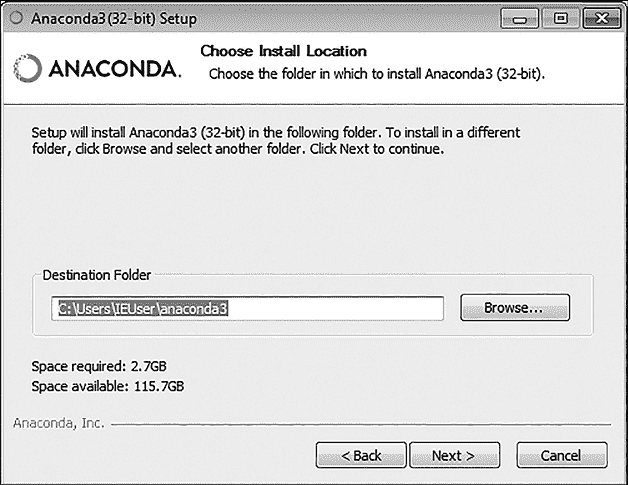 Anaconda3 (32-bit) Setup
Choose Install Location
ANACONDA.
Choose the folder in which to install Anaconda3 (32-bit).
Setup will install Anaconda3 (32-bit) in the following folder. To install in a different
folder, click Browse and select another folder. Click Next to continue.
Destination Folder
C:\Users\IEUser\anaconda3
Browse...
Space required: 2.7GB
Space available: 115.7GB
Anaconda, Inc.
< Back
Next >
Cancel